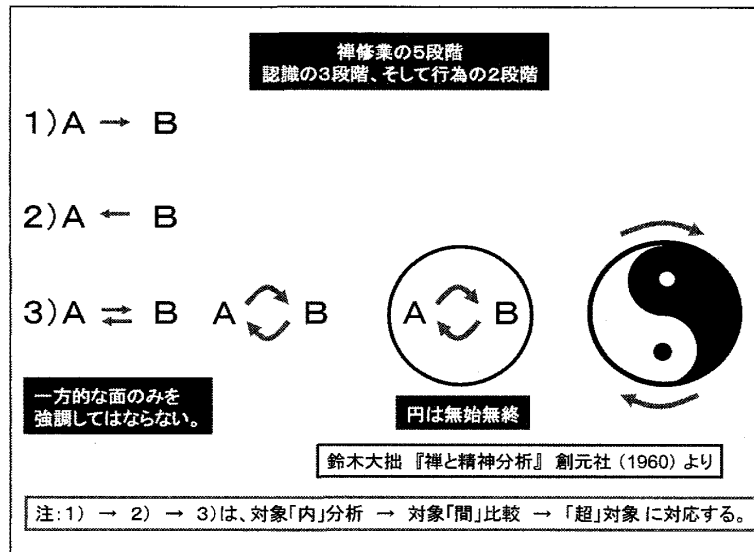 禅修業の5段階
認識の3段階、そして行為の2段階
1)A → B
2)A ← B
3)A ⇄ B A B A B
一方的な面のみを
強調してはならない。
円は無始無終
鈴木大拙 『禅と精神分析』 創元社 (1960) より
注:1) → 2) → 3)は、対象「内」分析 → 対象「間」比較 → 「超」対象 に対応する。